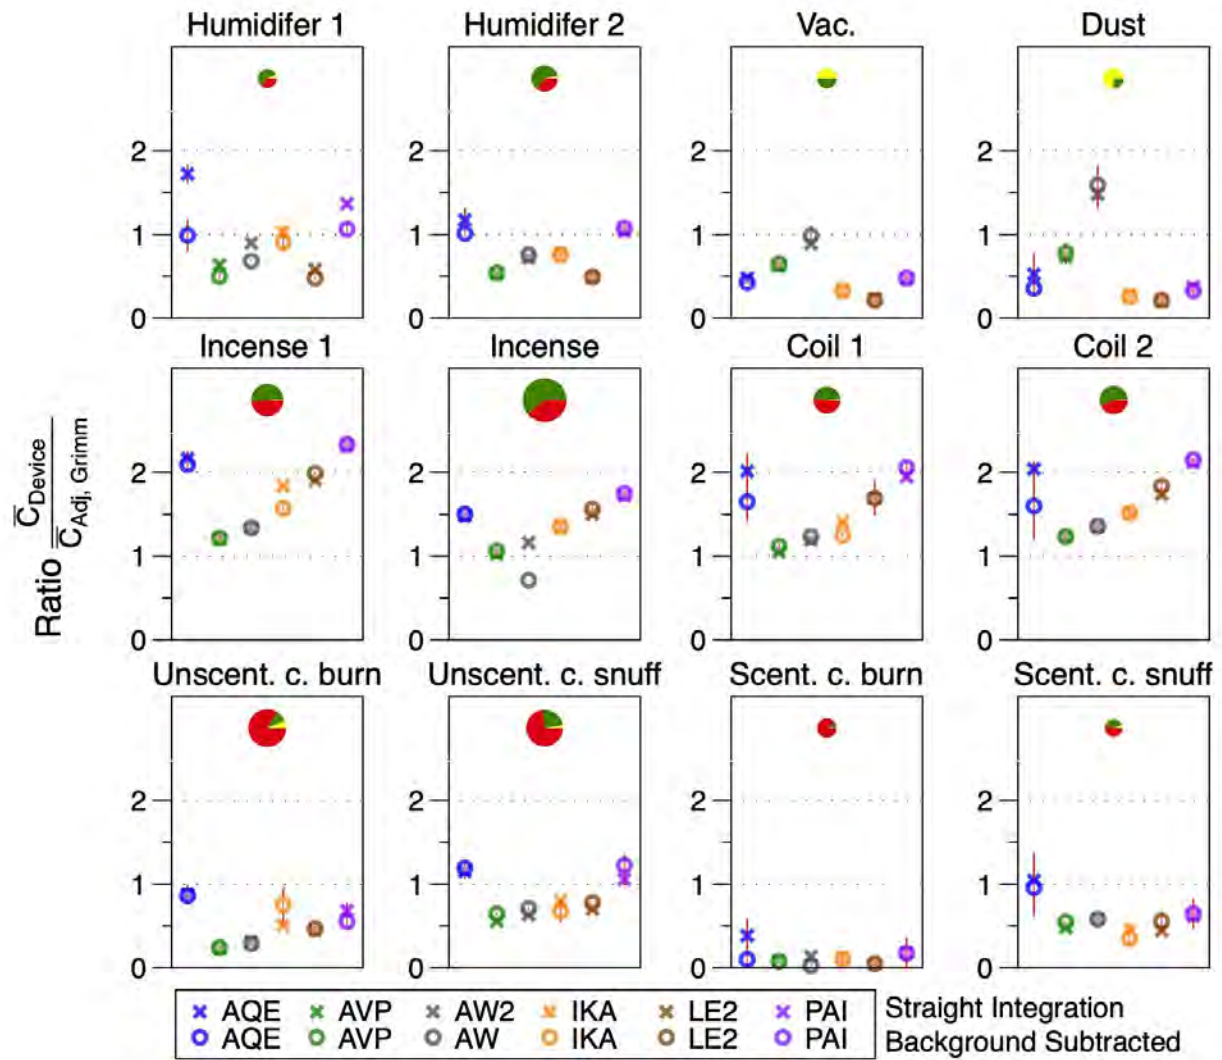 Humidifer 1 Humidifer 2 Vac. Dust
2 2 2 2
1 1 1 1
0 0 0 0
Incense 1 Incense Coil 1 Coil 2
2 2 2 2
1 1 1 1
0 0 0 0
Ratio C̅Device / C̅Adj, Grimm
Unscent. c. burn Unscent. c. snuff Scent. c. burn Scent. c. snuff
2 2 2 2
1 1 1 1
0 0 0 0
AQE AVP AW2 IKA LE2 PAI Straight Integration
AQE AVP AW IKA LE2 PAI Background Subtracted